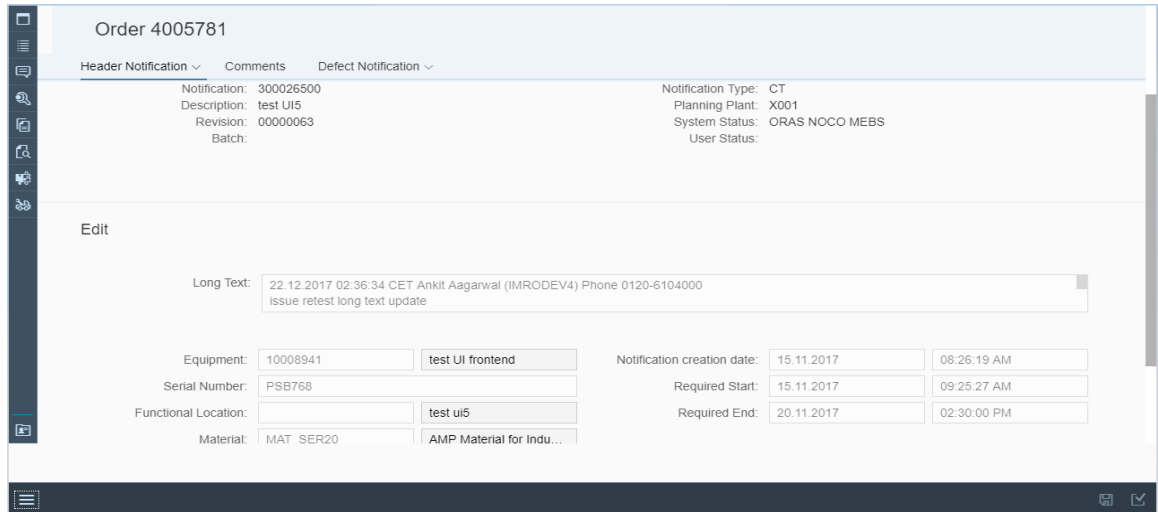 Order 4005781
Header Notification Comments Defect Notification
Notification: 300026500 Notification Type: CT
Description: test UI5 Planning Plant: X001
Revision: 00000063 System Status: ORAS NOCO MEBS
Batch: User Status:
Edit
Long Text: 22.12.2017 02:36:34 CET Ankit Aagarwal (IMRODEV4) Phone 0120-6104000
issue retest long text update
Equipment: 10008941 test UI frontend Notification creation date: 15.11.2017 08:26:19 AM
Serial Number: PSB768 Required Start: 15.11.2017 09:25:27 AM
Functional Location: test ui5 Required End: 20.11.2017 02:30:00 PM
Material: MAT_SER20 AMP Material for Indu...